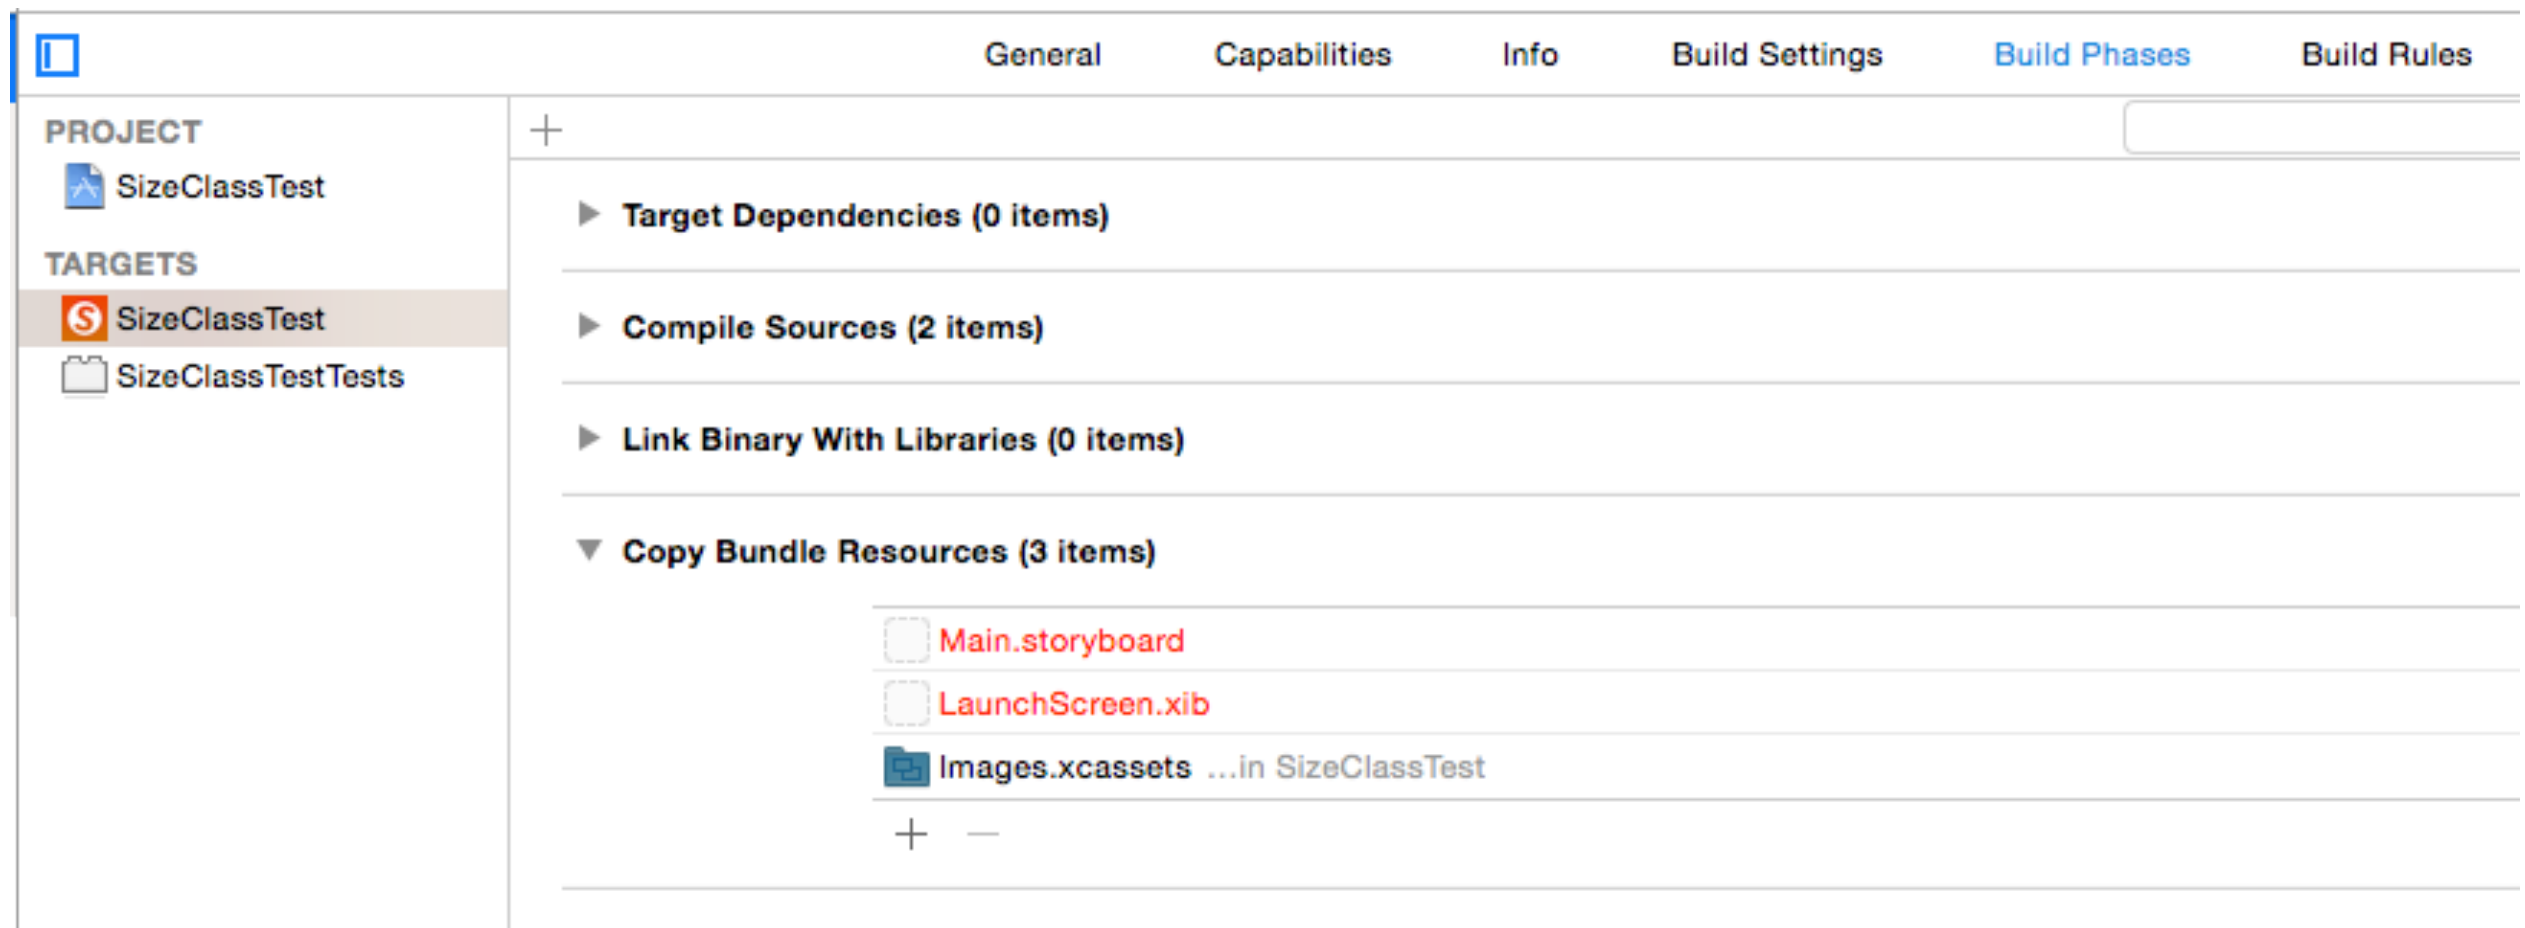 General Capabilities Info Build Settings Build Phases Build Rules
PROJECT
SizeClassTest
TARGETS
SizeClassTest
SizeClassTestTests
Target Dependencies (0 items)
Compile Sources (2 items)
Link Binary With Libraries (0 items)
Copy Bundle Resources (3 items)
Main.storyboard
LaunchScreen.xib
Images.xcassets ...in SizeClassTest